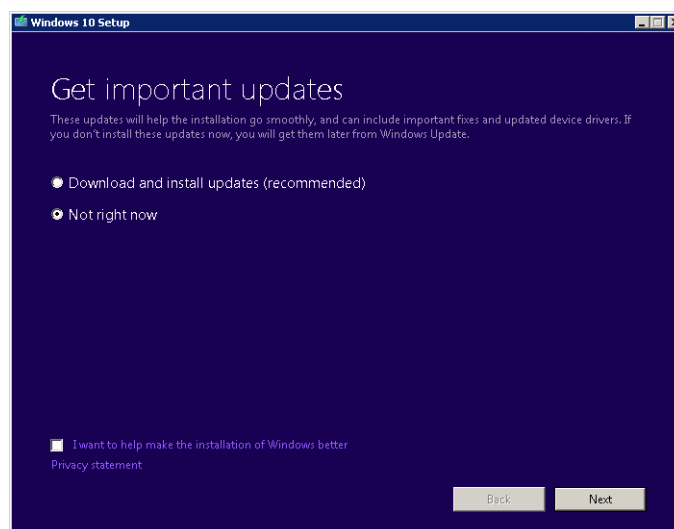 Windows 10 Setup
Get important updates
These updates will help the installation go smoothly, and can include important fixes and updated device drivers. If
you don't install these updates now, you will get them later from Windows Update.
Download and install updates (recommended)
Not right now
I want to help make the installation of Windows better
Privacy statement
Back
Next